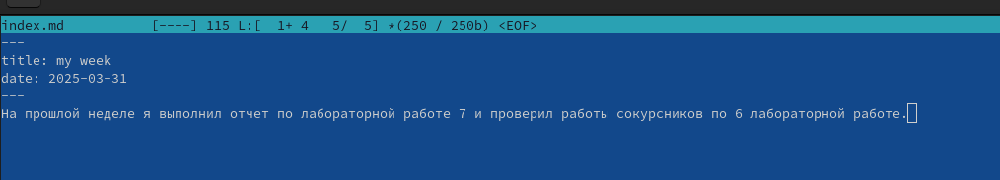 index.md [----] 115 L:[ 1+ 4 5/ 5] *(250 / 250b) <EOF>
---
title: my week
date: 2025-03-31
---
На прошлой неделе я выполнил отчет по лабораторной работе 7 и проверил работы сокурсников по 6 лабораторной работе.